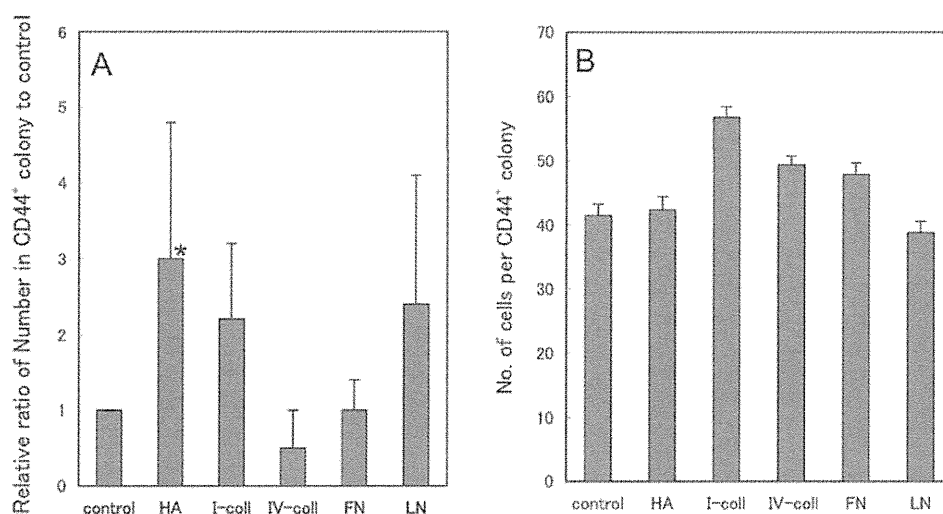 A
Relative ratio of Number in CD44+ colony to control
6
5
4
3
2
1
0
*
control HA I-coll IV-coll FN LN
B
No. of cells per CD44+ colony
70
60
50
40
30
20
10
0
control HA I-coll IV-coll FN LN